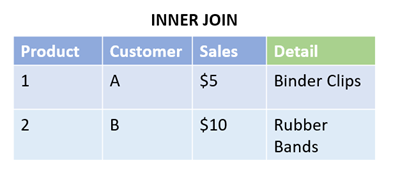 INNER JOIN
Product Customer Sales Detail
1 A $5 Binder Clips
2 B $10 Rubber
Bands